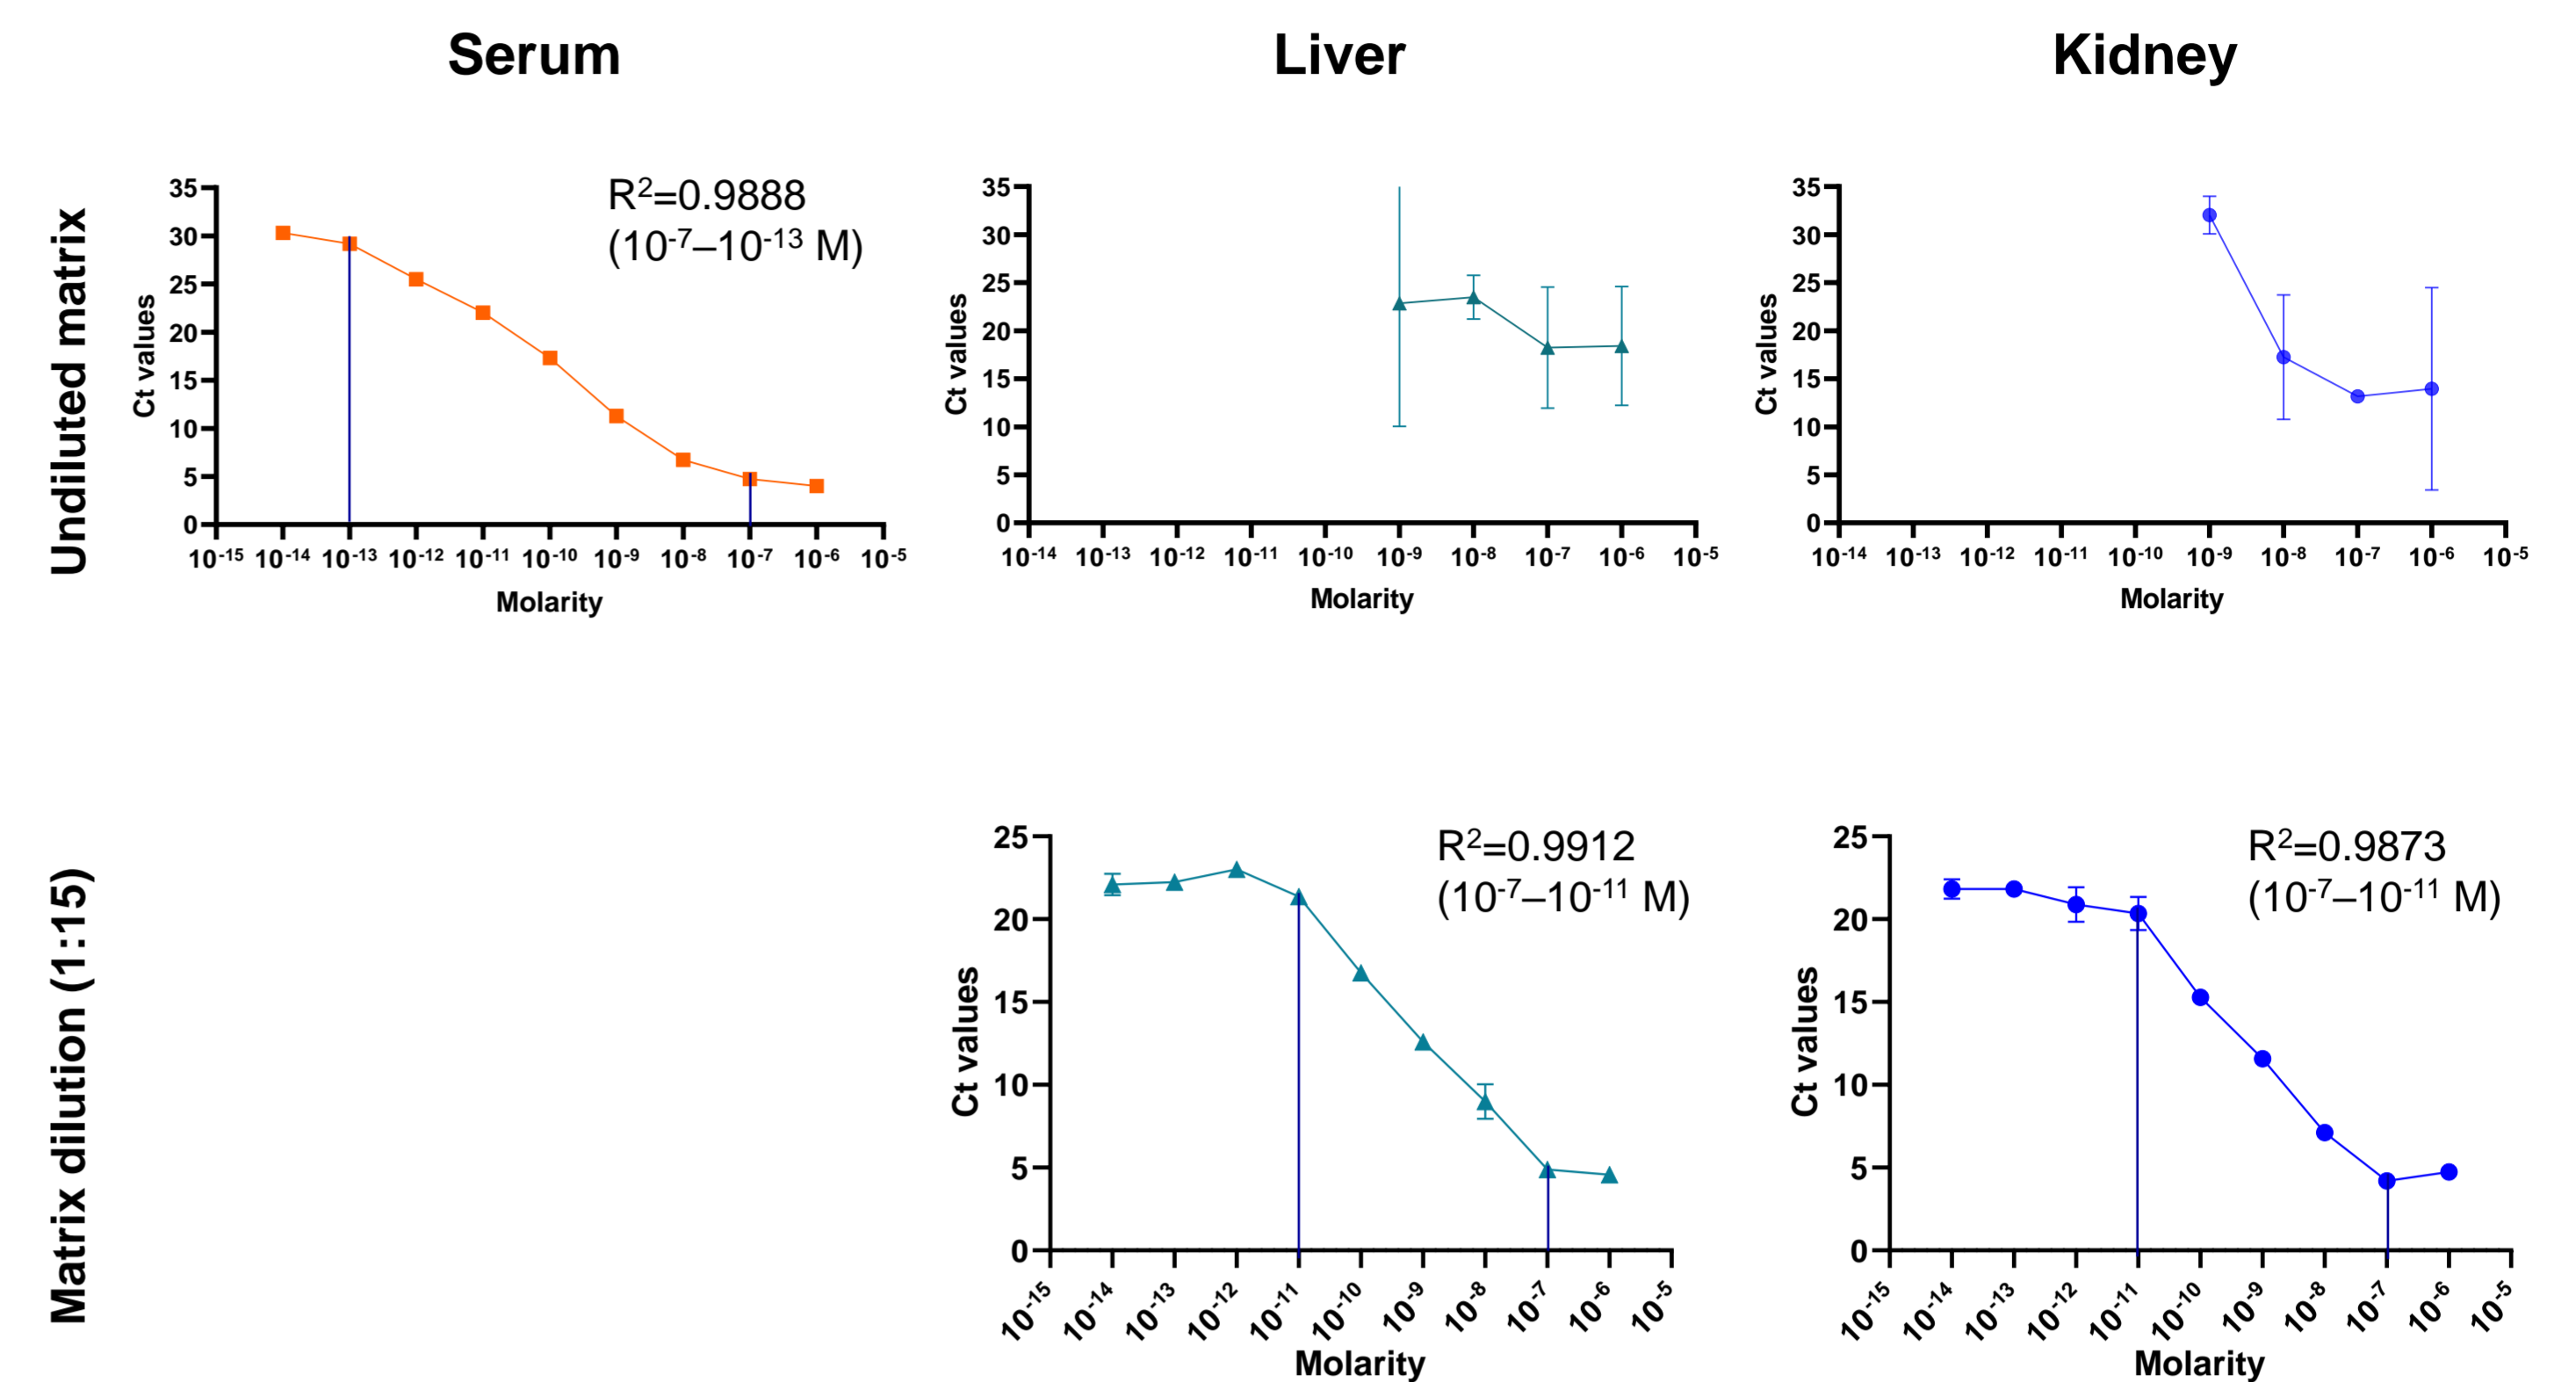 Serum
Liver
Kidney
Undiluted matrix
Ct values
35
30
25
20
15
10
5
0
R²=0.9888
(10⁻⁷–10⁻¹³ M)
10⁻¹⁵ 10⁻¹⁴ 10⁻¹³ 10⁻¹² 10⁻¹¹ 10⁻¹⁰ 10⁻⁹ 10⁻⁸ 10⁻⁷ 10⁻⁶ 10⁻⁵
Molarity
Ct values
35
30
25
20
15
10
5
0
10⁻¹⁴ 10⁻¹³ 10⁻¹² 10⁻¹¹ 10⁻¹⁰ 10⁻⁹ 10⁻⁸ 10⁻⁷ 10⁻⁶ 10⁻⁵
Molarity
Ct values
35
30
25
20
15
10
5
0
10⁻¹⁴ 10⁻¹³ 10⁻¹² 10⁻¹¹ 10⁻¹⁰ 10⁻⁹ 10⁻⁸ 10⁻⁷ 10⁻⁶ 10⁻⁵
Molarity
Matrix dilution (1:15)
Ct values
25
20
15
10
5
0
R²=0.9912
(10⁻⁷–10⁻¹¹ M)
10⁻¹⁵ 10⁻¹⁴ 10⁻¹³ 10⁻¹² 10⁻¹¹ 10⁻¹⁰ 10⁻⁹ 10⁻⁸ 10⁻⁷ 10⁻⁶ 10⁻⁵
Molarity
Ct values
25
20
15
10
5
0
R²=0.9873
(10⁻⁷–10⁻¹¹ M)
10⁻¹⁵ 10⁻¹⁴ 10⁻¹³ 10⁻¹² 10⁻¹¹ 10⁻¹⁰ 10⁻⁹ 10⁻⁸ 10⁻⁷ 10⁻⁶ 10⁻⁵
Molarity